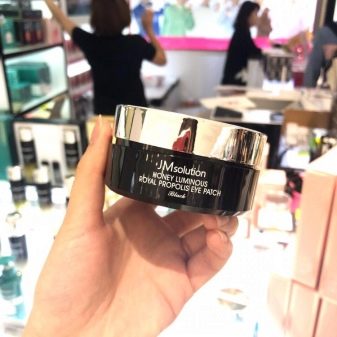 JMsolution
HONEY LUMINOUS
ROYAL PROPOLIS EYE PATCH
Black